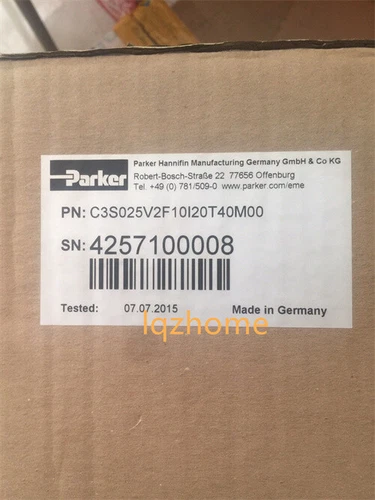 Parker Hannifin Manufacturing Germany GmbH & Co KG
Parker
Robert-Bosch-Straße 22 77656 Offenburg
Tel. +49 (0) 781/509-0 www.parker.com/eme
PN: C3S025V2F10I20T40M00
SN: 4257100008
Tested: 07.07.2015 Made in Germany
lqzhome